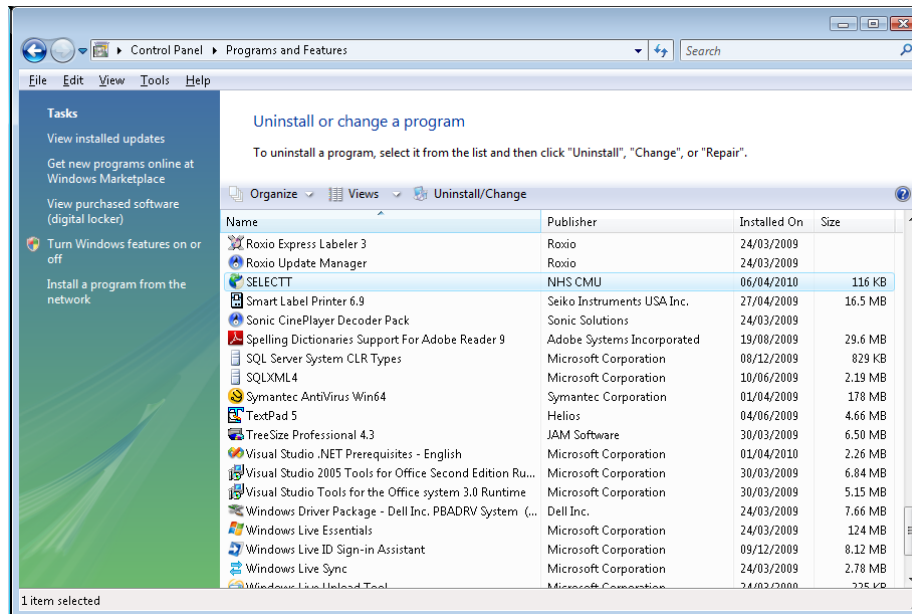 Control Panel Programs and Features Search
File Edit View Tools Help
Tasks
View installed updates
Get new programs online at
Windows Marketplace
View purchased software
(digital locker)
Turn Windows features on or
off
Install a program from the
network
Uninstall or change a program
To uninstall a program, select it from the list and then click "Uninstall", "Change", or "Repair".
Organize Views Uninstall/Change
Name Publisher Installed On Size
Roxio Express Labeler 3 Roxio 24/03/2009
Roxio Update Manager Roxio 24/03/2009
SELECTT NHS CMU 06/04/2010 116 KB
Smart Label Printer 6.9 Seiko Instruments USA Inc. 27/04/2009 16.5 MB
Sonic CinePlayer Decoder Pack Sonic Solutions 24/03/2009
Spelling Dictionaries Support For Adobe Reader 9 Adobe Systems Incorporated 19/08/2009 29.6 MB
SQL Server System CLR Types Microsoft Corporation 08/12/2009 829 KB
SQLXML4 Microsoft Corporation 10/06/2009 2.19 MB
Symantec AntiVirus Win64 Symantec Corporation 01/04/2009 178 MB
TextPad 5 Helios 04/06/2009 4.66 MB
TreeSize Professional 4.3 JAM Software 30/03/2009 6.50 MB
Visual Studio .NET Prerequisites - English Microsoft Corporation 01/04/2010 2.26 MB
Visual Studio 2005 Tools for Office Second Edition Ru... Microsoft Corporation 30/03/2009 6.84 MB
Visual Studio Tools for the Office system 3.0 Runtime Microsoft Corporation 30/03/2009 5.15 MB
Windows Driver Package - Dell Inc. PBADRV System (... Dell Inc. 24/03/2009 7.66 MB
Windows Live Essentials Microsoft Corporation 24/03/2009 124 MB
Windows Live ID Sign-in Assistant Microsoft Corporation 09/12/2009 8.12 MB
Windows Live Sync Microsoft Corporation 24/03/2009 2.78 MB
Windows Live Upload Tool Microsoft Corporation 24/03/2009 225 KB
1 item selected